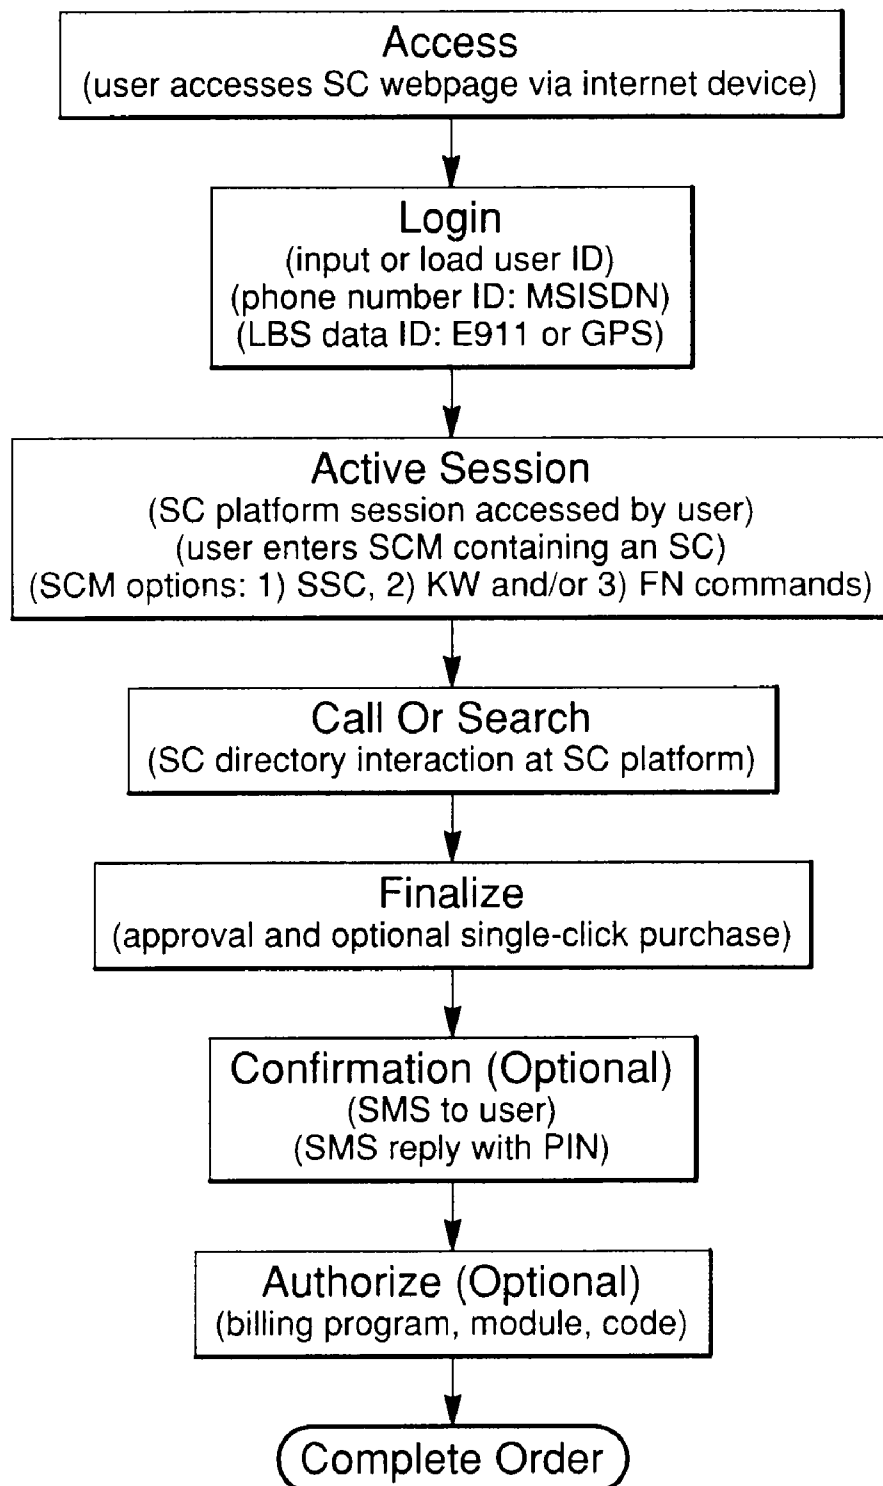 Access
(user accesses SC webpage via internet device)
Login
(input or load user ID)
(phone number ID: MSISDN)
(LBS data ID: E911 or GPS)
Active Session
(SC platform session accessed by user)
(user enters SCM containing an SC)
(SCM options: 1) SSC, 2) KW and/or 3) FN commands)
Call Or Search
(SC directory interaction at SC platform)
Finalize
(approval and optional single-click purchase)
Confirmation (Optional)
(SMS to user)
(SMS reply with PIN)
Authorize (Optional)
(billing program, module, code)
Complete Order